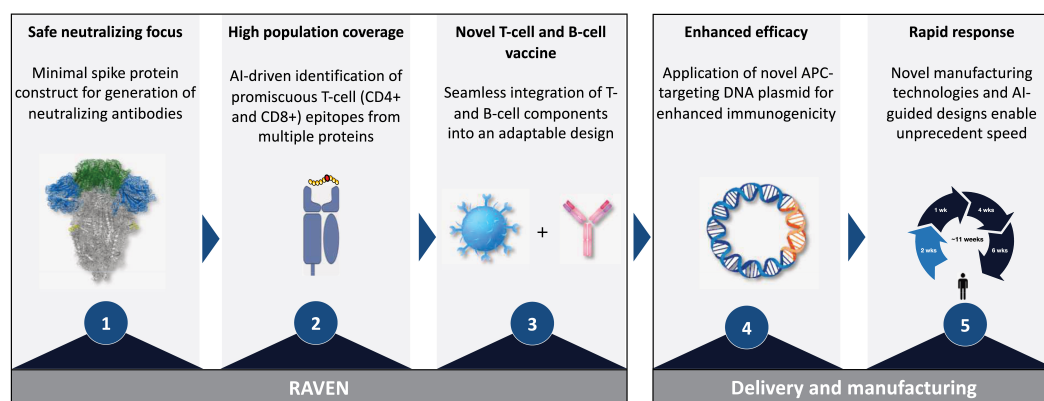 Safe neutralizing focus
Minimal spike protein
construct for generation of
neutralizing antibodies
1
High population coverage
AI-driven identification of
promiscuous T-cell (CD4+
and CD8+) epitopes from
multiple proteins
2
Novel T-cell and B-cell
vaccine
Seamless integration of T-
and B-cell components
into an adaptable design
+
3
RAVEN
Enhanced efficacy
Application of novel APC-
targeting DNA plasmid for
enhanced immunogenicity
4
Rapid response
Novel manufacturing
technologies and AI-
guided designs enable
unprecedent speed
1 wk
4 wks
~11 weeks
2 wks
6 wks
5
Delivery and manufacturing